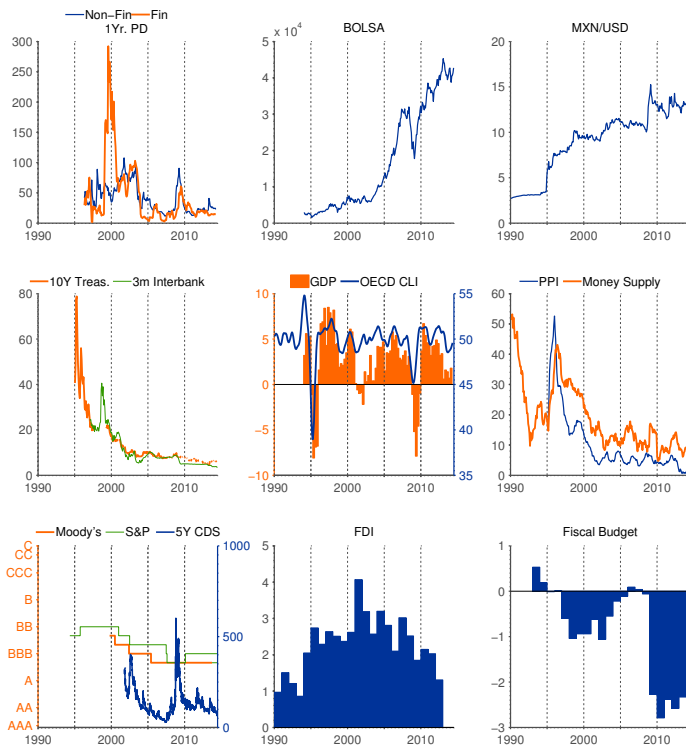 Non-Fin Fin
1Yr. PD
300
250
200
150
100
50
0
1990 2000 2010
BOLSA
5 x 10^4
4
3
2
1
0
1990 2000 2010
MXN/USD
20
15
10
5
0
1990 2000 2010
10Y Treas. 3m Interbank
80
60
40
20
0
1990 2000 2010
GDP OECD CLI
10 55
5 50
0 45
−5 40
−10 35
1990 2000 2010
PPI Money Supply
60
50
40
30
20
10
0
1990 2000 2010
Moody's S&P 5Y CDS
C 1000
CC
CCC
B
BB 500
BBB
A
AA
AAA 0
1990 2000 2010
FDI
5
4
3
2
1
0
1990 2000 2010
Fiscal Budget
1
0
−1
−2
−3
1990 2000 2010